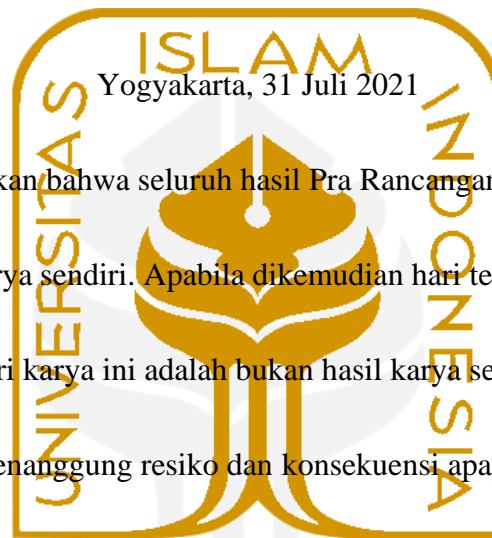 UNIVERSITAS ISLAM INDONESIA
Yogyakarta, 31 Juli 2021
kan bahwa seluruh hasil Pra Rancangan
rya sendiri. Apabila dikemudian hari te
ri karya ini adalah bukan hasil karya se
enanggung resiko dan konsekuensi apa